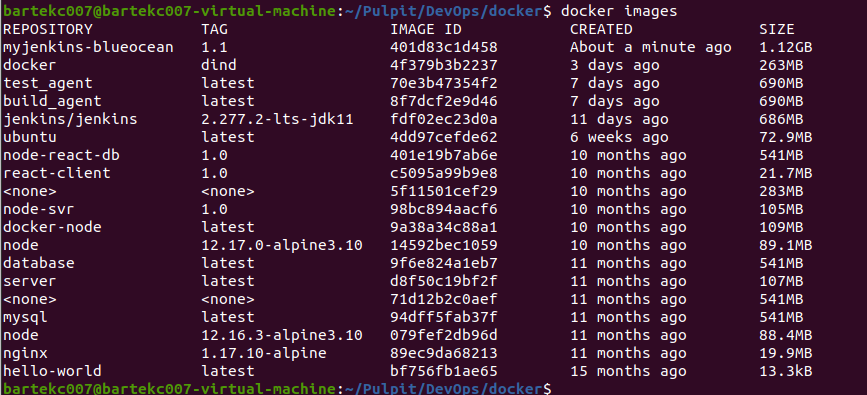 bartekc007@bartekc007-virtual-machine:~/Pulpit/DevOps/docker$ docker images
REPOSITORY TAG IMAGE ID CREATED SIZE
myjenkins-blueocean 1.1 401d83c1d458 About a minute ago 1.12GB
docker dind 4f379b3b2237 3 days ago 263MB
test_agent latest 70e3b47354f2 7 days ago 690MB
build_agent latest 8f7dcf2e9d46 7 days ago 690MB
jenkins/jenkins 2.277.2-lts-jdk11 fdf02ec23d0a 11 days ago 686MB
ubuntu latest 4dd97cefde62 6 weeks ago 72.9MB
node-react-db 1.0 401e19b7ab6e 10 months ago 541MB
react-client 1.0 c5095a99b9e8 10 months ago 21.7MB
<none> <none> 5f11501cef29 10 months ago 283MB
node-svr 1.0 98bc894aacf6 10 months ago 105MB
docker-node latest 9a38a34c88a1 10 months ago 109MB
node 12.17.0-alpine3.10 14592bec1059 10 months ago 89.1MB
database latest 9f6e824a1eb7 11 months ago 541MB
server latest d8f50c19bf2f 11 months ago 107MB
<none> <none> 71d12b2c0aef 11 months ago 541MB
mysql latest 94dff5fab37f 11 months ago 541MB
node 12.16.3-alpine3.10 079fef2db96d 11 months ago 88.4MB
nginx 1.17.10-alpine 89ec9da68213 11 months ago 19.9MB
hello-world latest bf756fb1ae65 15 months ago 13.3kB
bartekc007@bartekc007-virtual-machine:~/Pulpit/DevOps/docker$